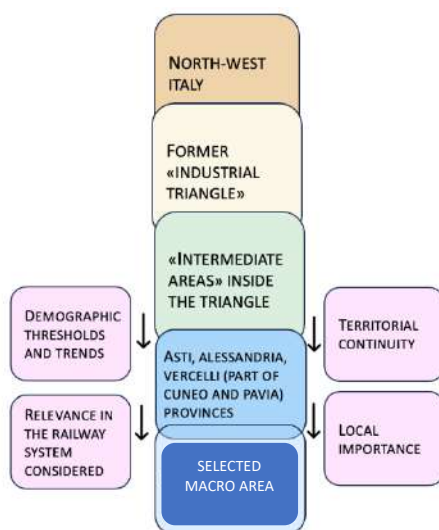 NORTH-WEST
ITALY
FORMER
«INDUSTRIAL
TRIANGLE»
«INTERMEDIATE
AREAS» INSIDE
THE TRIANGLE
DEMOGRAPHIC
THRESHOLDS
AND TRENDS
TERRITORIAL
CONTINUITY
ASTI, ALESSANDRIA,
VERCELLI (PART OF
CUNEO AND PAVIA)
PROVINCES
RELEVANCE IN
THE RAILWAY
SYSTEM
CONSIDERED
LOCAL
IMPORTANCE
SELECTED
MACRO AREA